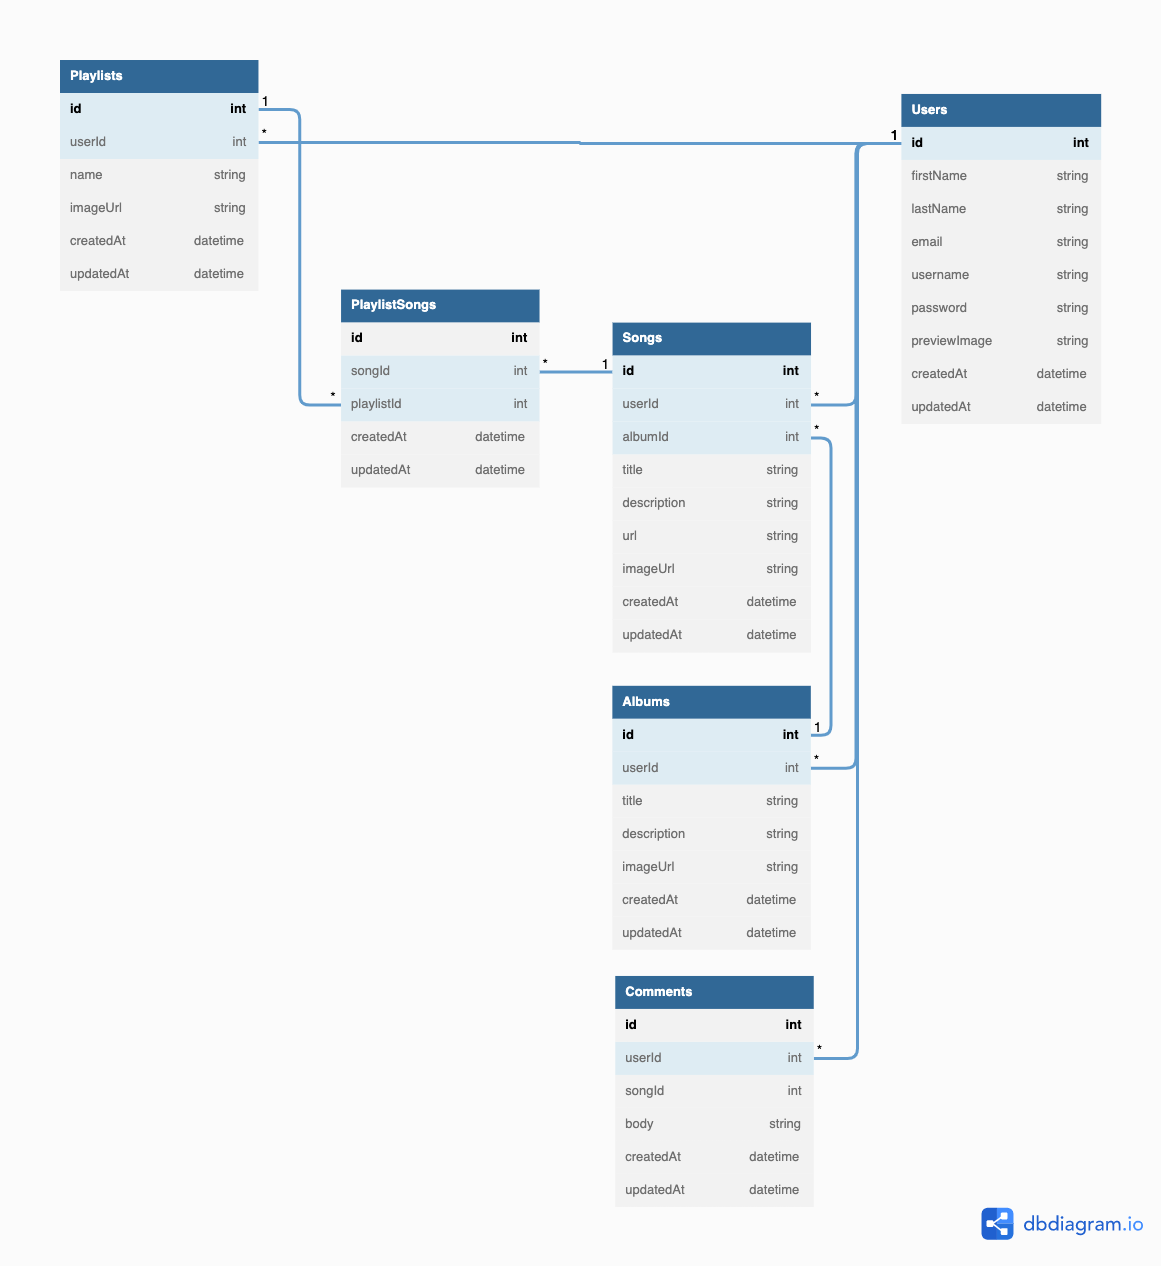 Playlists
id int 1
userId int *
name string
imageUrl string
createdAt datetime
updatedAt datetime
Users
1 id int
firstName string
lastName string
email string
username string
password string
previewImage string
createdAt datetime
updatedAt datetime
PlaylistSongs
id int
songId int *
* playlistId int
createdAt datetime
updatedAt datetime
Songs
1 id int
userId int *
albumId int *
title string
description string
url string
imageUrl string
createdAt datetime
updatedAt datetime
Albums
id int 1
userId int *
title string
description string
imageUrl string
createdAt datetime
updatedAt datetime
Comments
id int
userId int *
songId int
body string
createdAt datetime
updatedAt datetime
dbdiagram.io